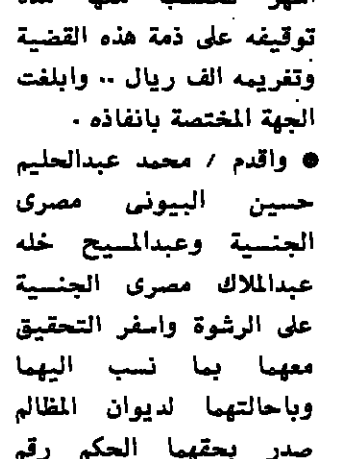 توقيفه على ذمة هذه القضية
وتغريمه الف ريال .. وابلغت
الجهة المختصة بانفاذه .
● واقدم / محمد عبدالحليم
حسين البيونى مصرى
الجنسية وعبدالمسيح خله
عبدالملاك مصرى الجنسية
على الرشوة واسفر التحقيق
معهما بما نسب اليهما
وباحالتهما لديوان المظالم
صدر بحقهما الحكم رقم